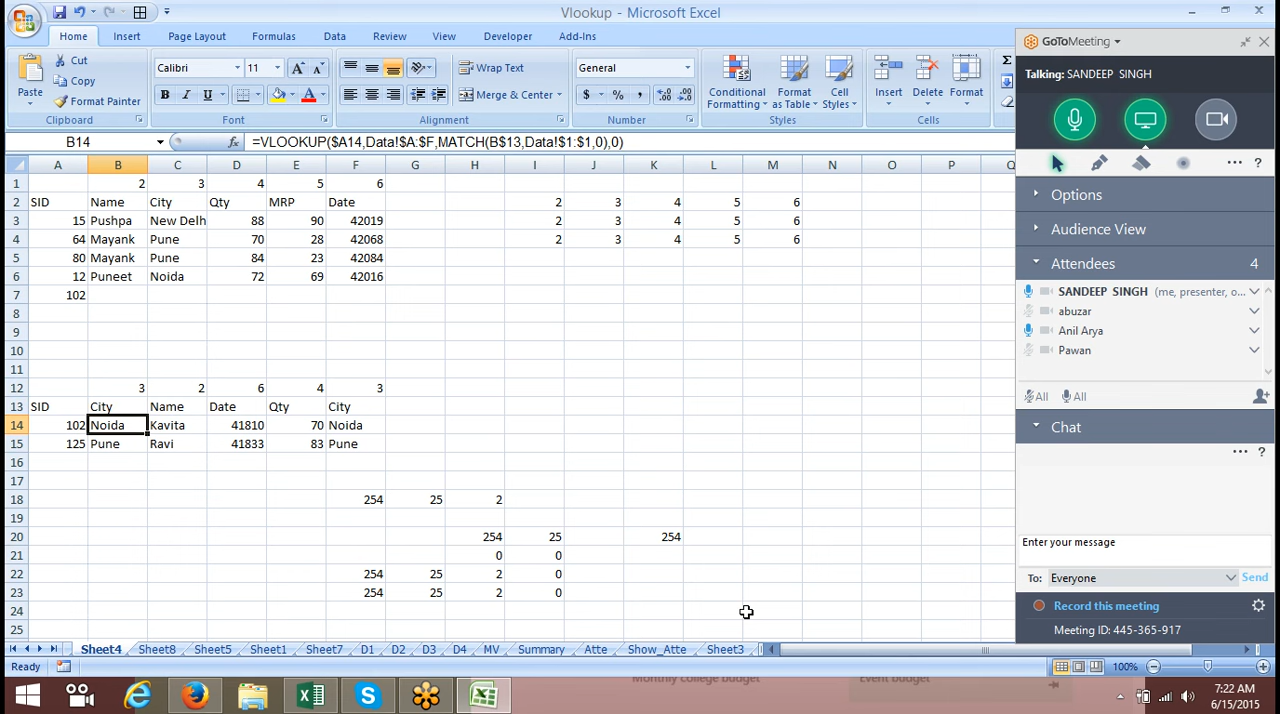 Vlookup - Microsoft Excel
Home Insert Page Layout Formulas Data Review View Developer Add-Ins
Paste Cut Copy Format Painter
Calibri 11 General
Wrap Text
Merge & Center
Conditional Formatting Format as Table Cell Styles Insert Delete Format
Clipboard Font Alignment Number Styles Cells
B14 fx =VLOOKUP($A14,Data!$A:$F,MATCH(B$13,Data!$1:$1,0),0)
A B C D E F G H I J K L M N O P Q
1 2 3 4 5 6
2 SID Name City Qty MRP Date 2 3 4 5 6
3 15 Pushpa New Delh 88 90 42019 2 3 4 5 6
4 64 Mayank Pune 70 28 42068 2 3 4 5 6
5 80 Mayank Pune 84 23 42084
6 12 Puneet Noida 72 69 42016
7 102
8
9
10
11
12 3 2 6 4 3
13 SID City Name Date Qty City
14 102 Noida Kavita 41810 70 Noida
15 125 Pune Ravi 41833 83 Pune
16
17
18 254 25 2
19
20 254 25 254
21 0 0
22 254 25 2 0
23 254 25 2 0
24
25
Sheet4 Sheet8 Sheet5 Sheet1 Sheet7 D1 D2 D3 D4 MV Summary Atte Show_Atte Sheet3
Ready 100%
Monthly college budget Event budget
7:22 AM
6/15/2015
GoToMeeting
Talking: SANDEEP SINGH
Options
Audience View
Attendees 4
SANDEEP SINGH (me, presenter, o...
abuzar
Anil Arya
Pawan
All All
Chat
Enter your message
To: Everyone Send
Record this meeting
Meeting ID: 445-365-917